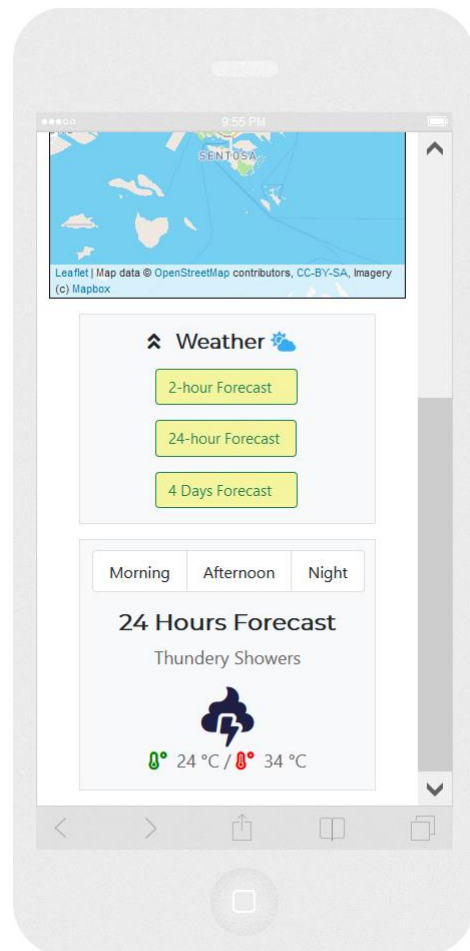 9:55 PM
SENTOSA
Leaflet | Map data © OpenStreetMap contributors, CC-BY-SA, Imagery
(c) Mapbox
Weather
2-hour Forecast
24-hour Forecast
4 Days Forecast
Morning Afternoon Night
24 Hours Forecast
Thundery Showers
24 °C / 34 °C